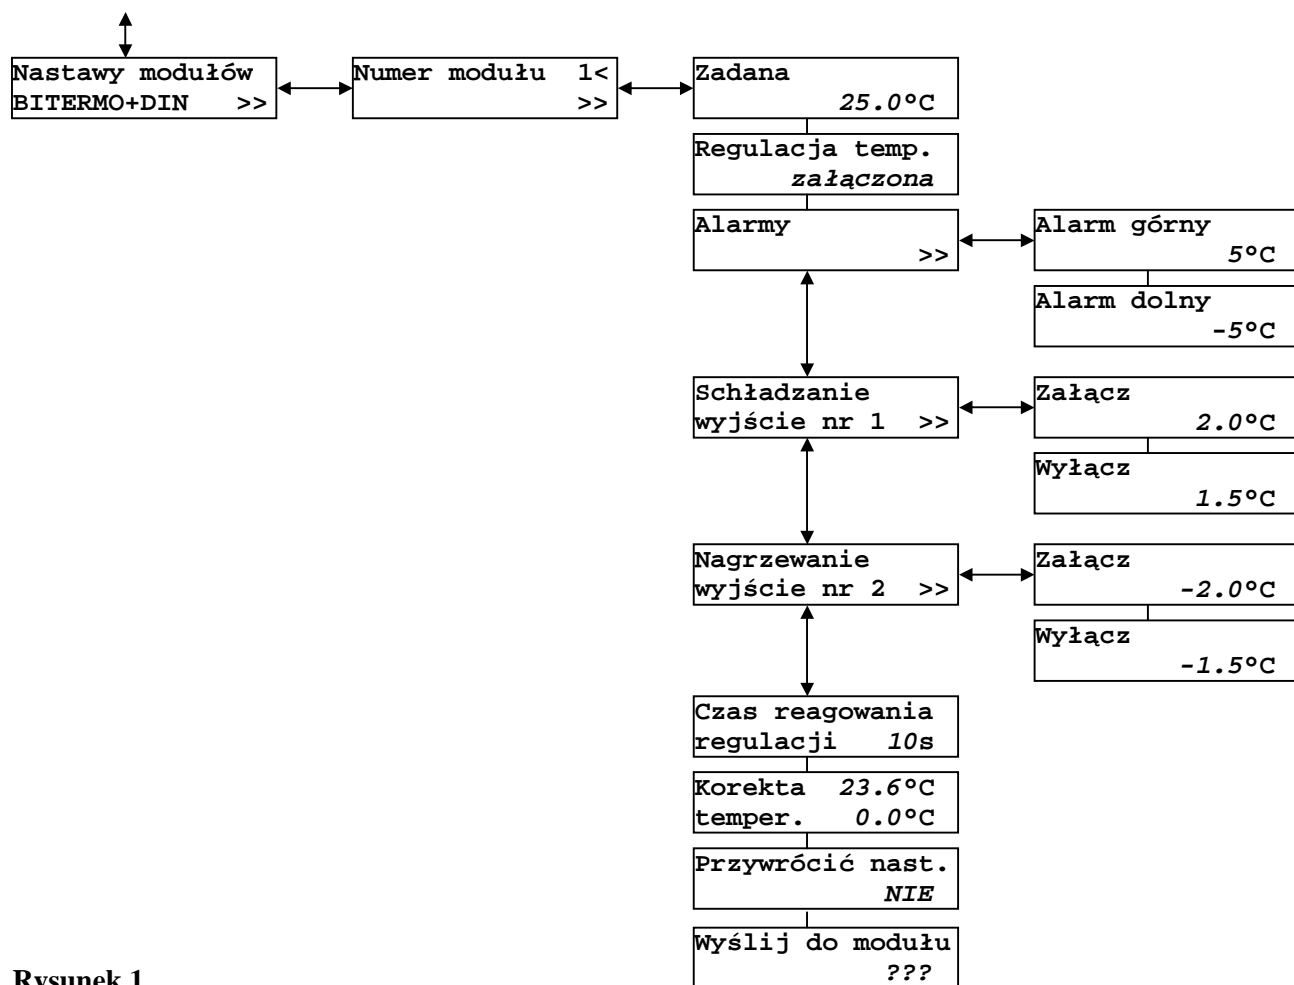 Nastawy modułów
BITERMO+DIN >>
Numer modułu 1<
>>
Zadana
25.0°C
Regulacja temp.
załączona
Alarmy
>>
Alarm górny
5°C
Alarm dolny
-5°C
Schładzanie
wyjście nr 1 >>
Załącz
2.0°C
Wyłącz
1.5°C
Nagrzewanie
wyjście nr 2 >>
Załącz
-2.0°C
Wyłącz
-1.5°C
Czas reagowania
regulacji 10s
Korekta 23.6°C
temper. 0.0°C
Przywrócić nast.
NIE
Wyślij do modułu
???
Rysunek 1